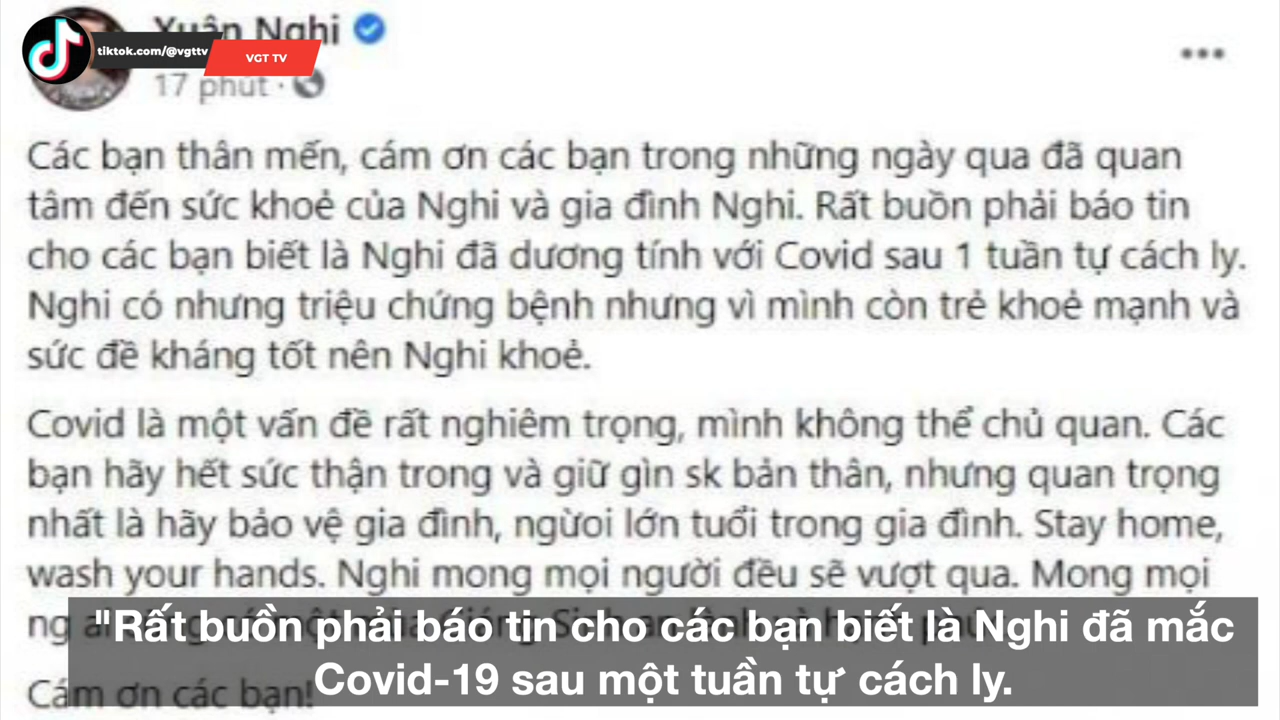 Xuân Nghi
tiktok.com/@vgttv
VGT TV
17 phút
Các bạn thân mến, cám ơn các bạn trong những ngày qua đã quan
tâm đến sức khoẻ của Nghi và gia đình Nghi. Rất buồn phải báo tin
cho các bạn biết là Nghi đã dương tính với Covid sau 1 tuần tự cách ly.
Nghi có nhưng triệu chứng bệnh nhưng vì mình còn trẻ khoẻ mạnh và
sức đề kháng tốt nên Nghi khoẻ.
Covid là một vấn đề rất nghiêm trọng, mình không thể chủ quan. Các
bạn hãy hết sức thận trong và giữ gìn sk bản thân, nhưng quan trọng
nhất là hãy bảo vệ gia đình, ngừoi lớn tuổi trong gia đình. Stay home,
wash your hands. Nghi mong mọi người đều sẽ vượt qua. Mong mọi
ng
"Rất buồn phải báo tin cho các bạn biết là Nghi đã mắc
Covid-19 sau một tuần tự cách ly.
Cám ơn các bạn!